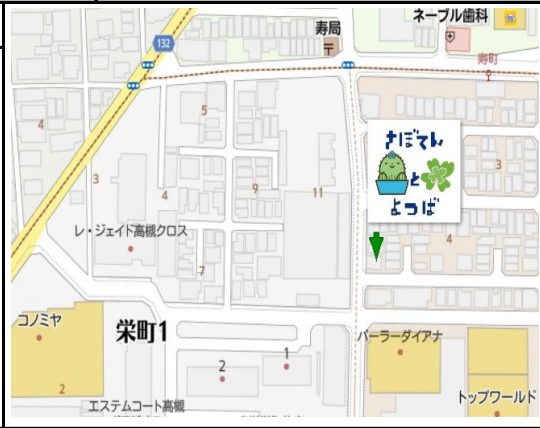 ネーブル歯科
寿局
132
寿町
5
4
さぼてん
と
よつば
3
3
4
9
11
4
レ・ジェイド高槻クロス
7
コノミヤ
栄町1
パーラーダイアナ
2
1
2
トップワールド
エステムコート高槻